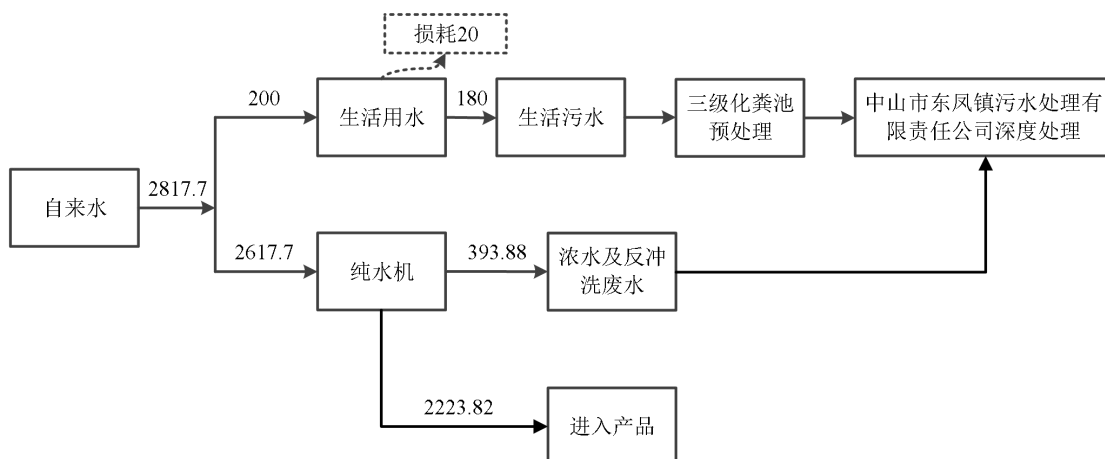 损耗20
200
生活用水
180
生活污水
三级化粪池
预处理
中山市东凤镇污水处理有
限责任公司深度处理
自来水
2817.7
2617.7
纯水机
393.88
浓水及反冲
洗废水
2223.82
进入产品